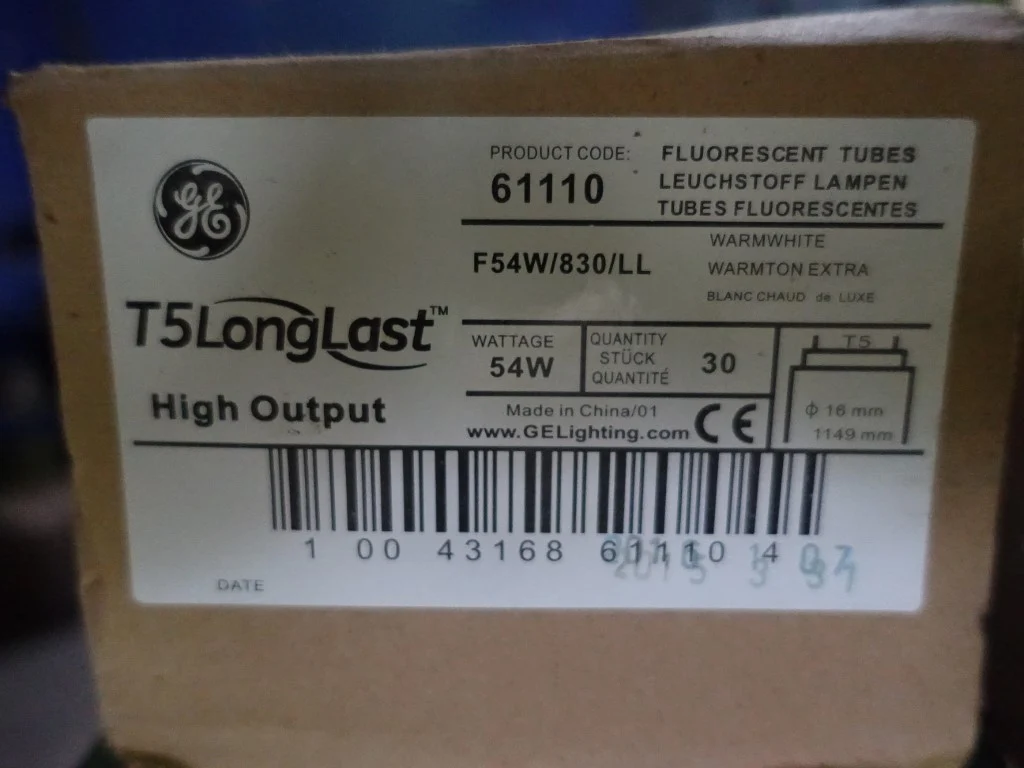 GE
PRODUCT CODE:
61110
FLUORESCENT TUBES
LEUCHSTOFF LAMPEN
TUBES FLUORESCENTES
F54W/830/LL
WARMWHITE
WARMTON EXTRA
BLANC CHAUD de LUXE
T5LongLast™
High Output
WATTAGE
54W
QUANTITY
STÜCK
QUANTITÉ
30
T5
ф 16 mm
1149 mm
Made in China/01
www.GELighting.com
CE
1 00 43168 61110 4
DATE